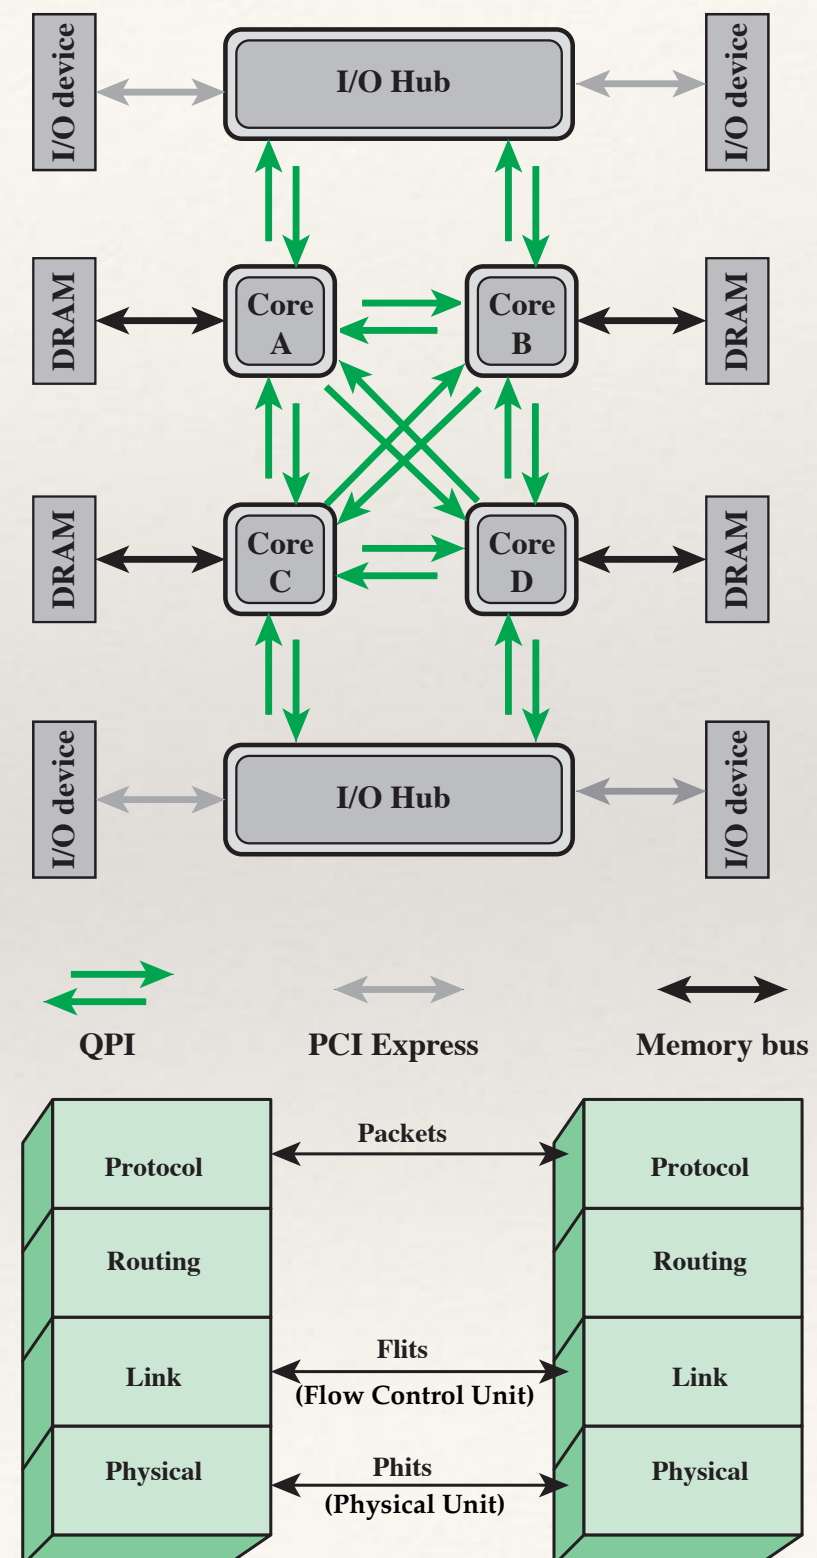 I/O device
I/O Hub
I/O device
DRAM
Core
A
Core
B
DRAM
DRAM
Core
C
Core
D
DRAM
I/O device
I/O Hub
I/O device
QPI
PCI Express
Memory bus
Packets
Protocol
Protocol
Routing
Routing
Flits
Link
(Flow Control Unit)
Link
Phits
Physical
(Physical Unit)
Physical